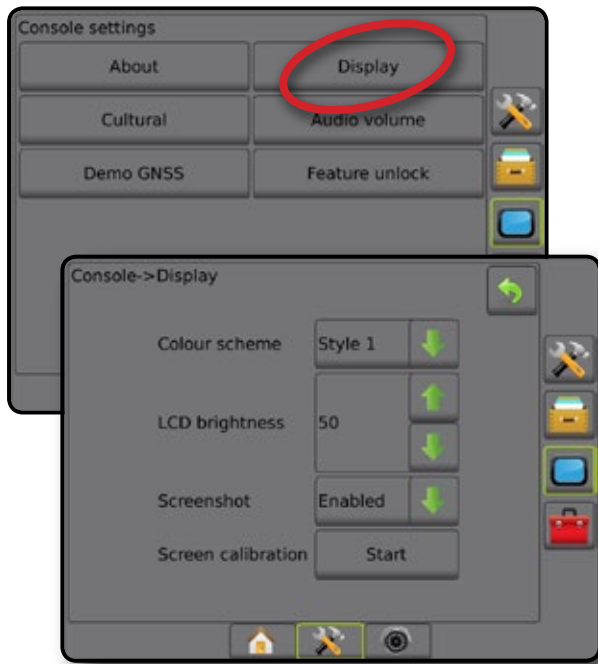 Console settings
About Display
Cultural Audio volume
Demo GNSS Feature unlock
Console->Display
Colour scheme Style 1
LCD brightness 50
Screenshot Enabled
Screen calibration Start